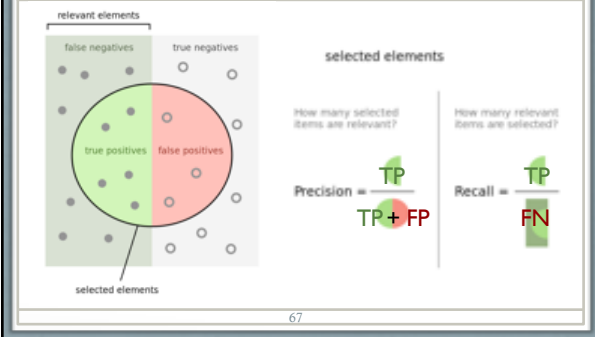 relevant elements
false negatives
true negatives
true positives
false positives
selected elements
selected elements
How many selected
items are relevant?
Precision =
TP
TP + FP
How many relevant
items are selected?
Recall =
TP
FN
67